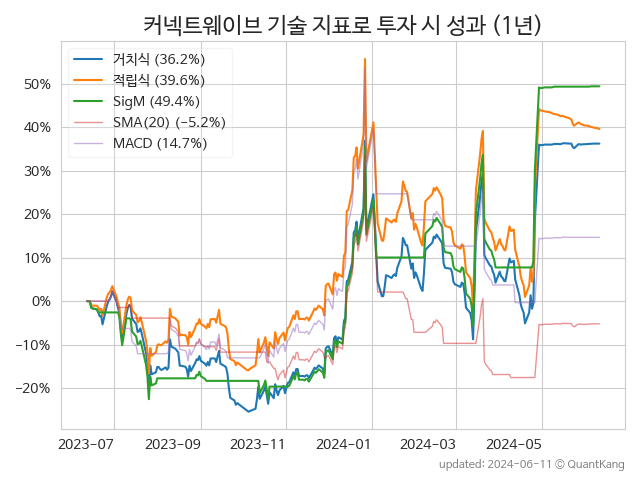 커넥트웨이브 기술 지표로 투자 시 성과 (1년)
거치식 (36.2%)
적립식 (39.6%)
SigM (49.4%)
SMA(20) (−5.2%)
MACD (14.7%)
50%
40%
30%
20%
10%
0%
−10%
−20%
2023-07 2023-09 2023-11 2024-01 2024-03 2024-05
updated: 2024-06-11 © QuantKang